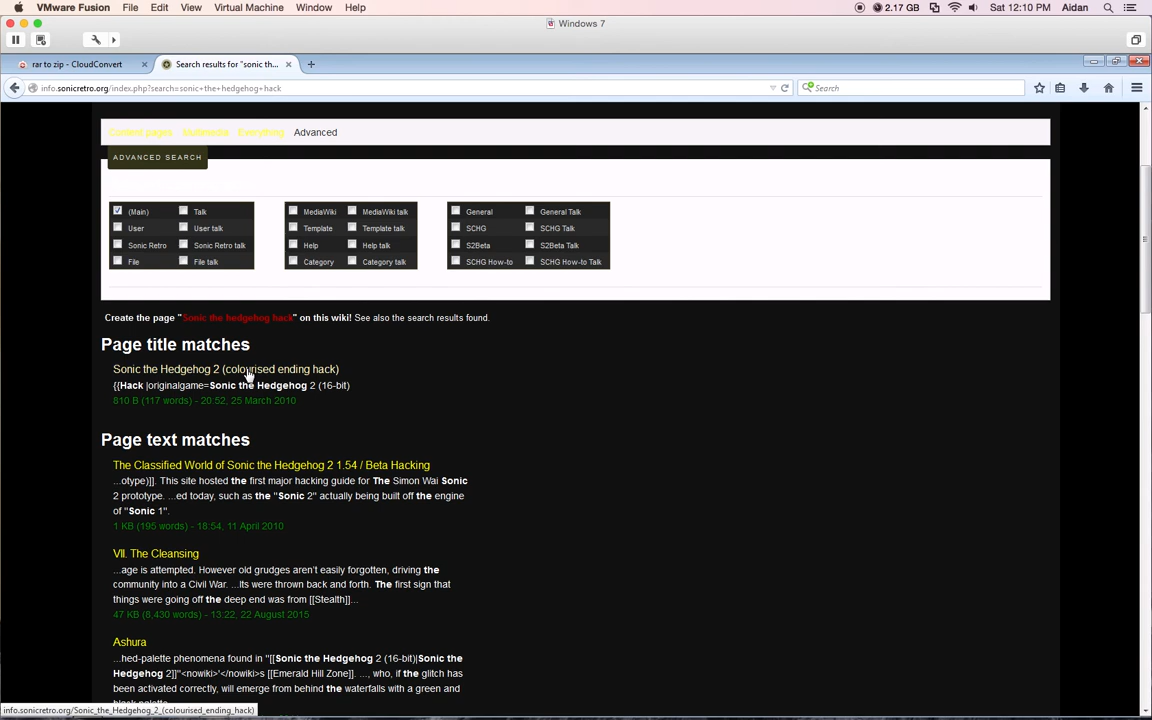 VMware Fusion File Edit View Virtual Machine Window Help 2.17 GB Sat 12:10 PM Aidan
Windows 7
rar to zip - CloudConvert Search results for "sonic th...
info.sonicretro.org/index.php?search=sonic+the+hedgehog+hack Search
Content pages Multimedia Everything Advanced
ADVANCED SEARCH
(Main) Talk MediaWiki MediaWiki talk General General Talk
User User talk Template Template talk SCHG SCHG Talk
Sonic Retro Sonic Retro talk Help Help talk S2Beta S2Beta Talk
File File talk Category Category talk SCHG How-to SCHG How-to Talk
Create the page "Sonic the hedgehog hack" on this wiki! See also the search results found.
Page title matches
Sonic the Hedgehog 2 (colourised ending hack)
{{Hack |originalgame=Sonic the Hedgehog 2 (16-bit)
810 B (117 words) - 20:52, 25 March 2010
Page text matches
The Classified World of Sonic the Hedgehog 2 1.54 / Beta Hacking
...otype)]]. This site hosted the first major hacking guide for The Simon Wai Sonic
2 prototype. ...ed today, such as the "Sonic 2" actually being built off the engine
of "Sonic 1".
1 KB (195 words) - 18:54, 11 April 2010
VII. The Cleansing
...age is attempted. However old grudges aren't easily forgotten, driving the
community into a Civil War. ...lts were thrown back and forth. The first sign that
things were going off the deep end was from [[Stealth]]...
47 KB (8,430 words) - 13:22, 22 August 2015
Ashura
...hed-palette phenomena found in "[[Sonic the Hedgehog 2 (16-bit)|Sonic the
Hedgehog 2]]"<nowiki>'</nowiki>s [[Emerald Hill Zone]]. ..., who, if the glitch has
been activated correctly, will emerge from behind the waterfalls with a green and
black palette.
info.sonicretro.org/Sonic_the_Hedgehog_2_(colourised_ending_hack)